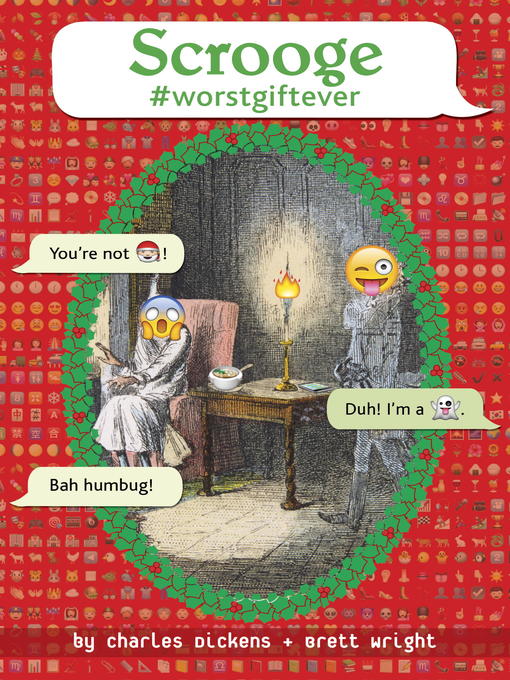 Scrooge
#worstgiftever
You're not 🎅!
Duh! I'm a 👻.
Bah humbug!
by Charles Dickens + Brett Wright